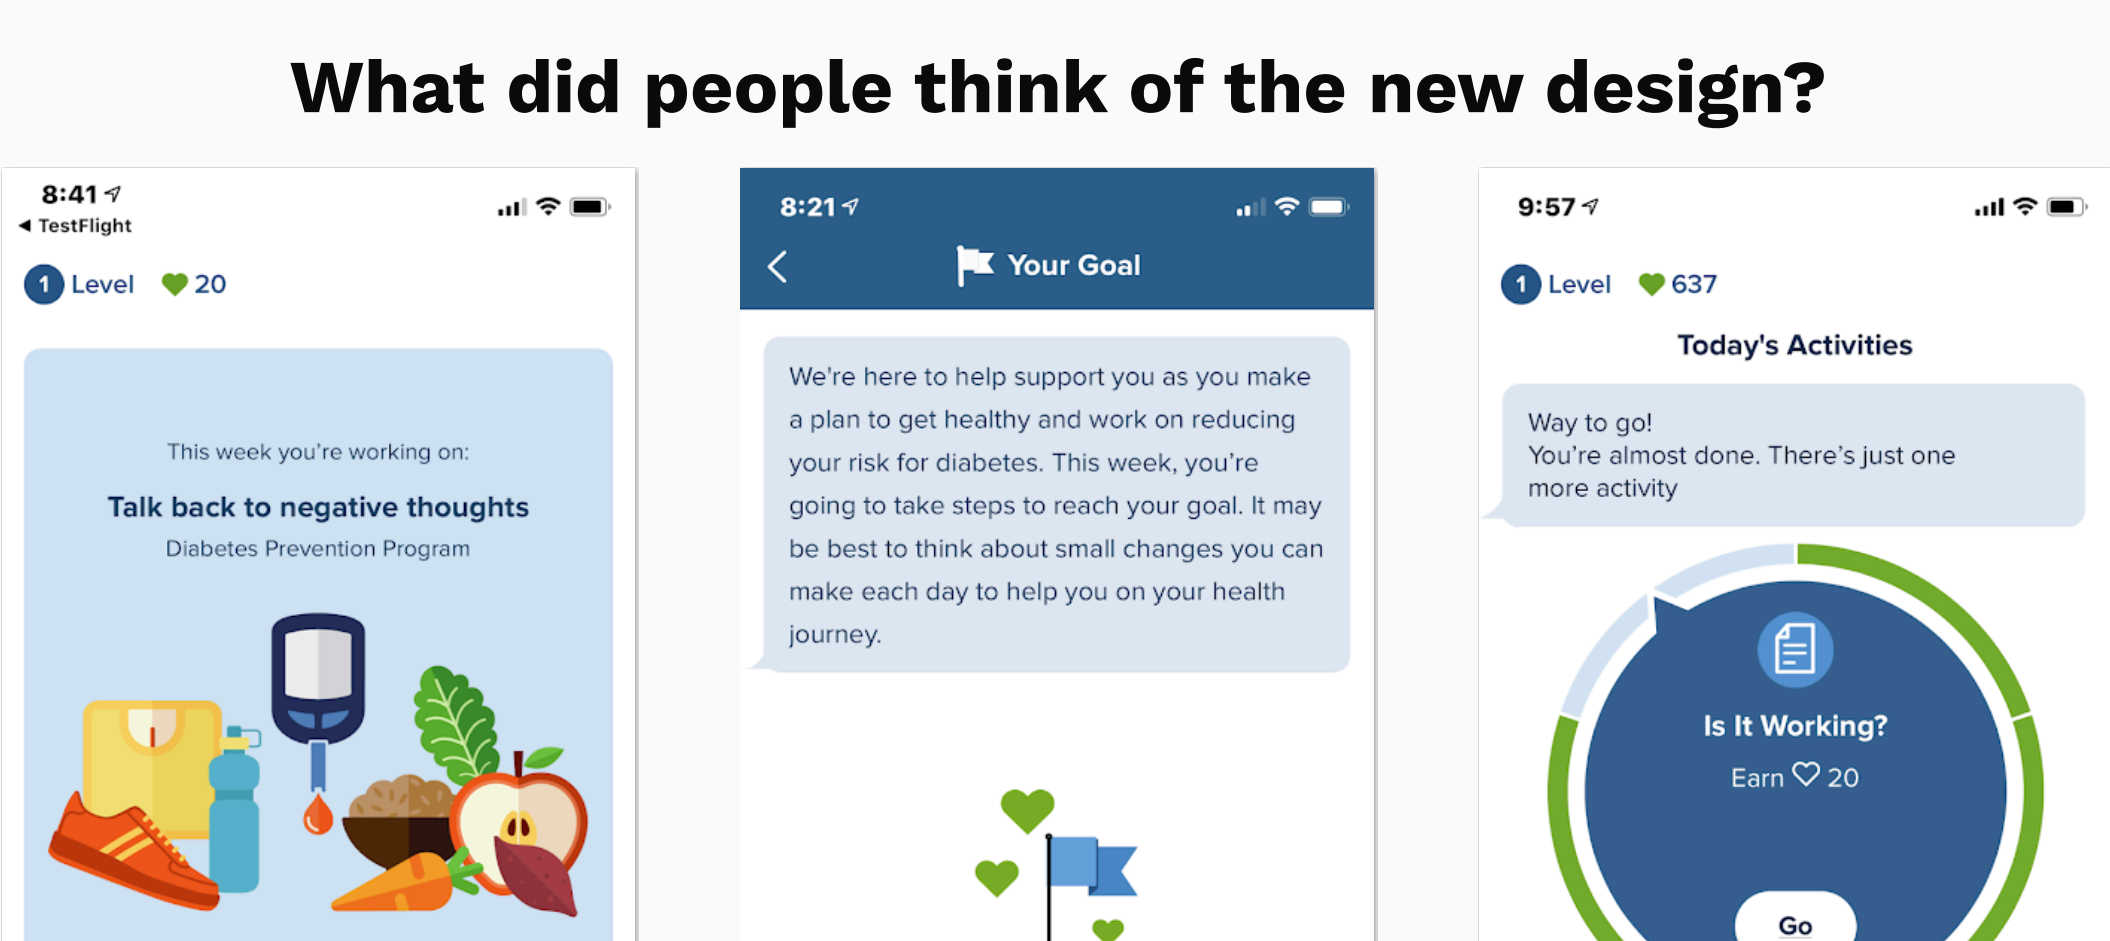 What did people think of the new design?
8:41
◀ TestFlight
1 Level 20
This week you're working on:
Talk back to negative thoughts
Diabetes Prevention Program
8:21
Your Goal
We're here to help support you as you make
a plan to get healthy and work on reducing
your risk for diabetes. This week, you're
going to take steps to reach your goal. It may
be best to think about small changes you can
make each day to help you on your health
journey.
9:57
1 Level 637
Today's Activities
Way to go!
You're almost done. There's just one
more activity
Is It Working?
Earn ♡ 20
Go